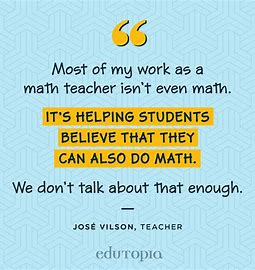 “
Most of my work as a
math teacher isn't even math.
IT'S HELPING STUDENTS
BELIEVE THAT THEY
CAN ALSO DO MATH.
We don't talk about that enough.
—
JOSÉ VILSON, TEACHER
edutopia